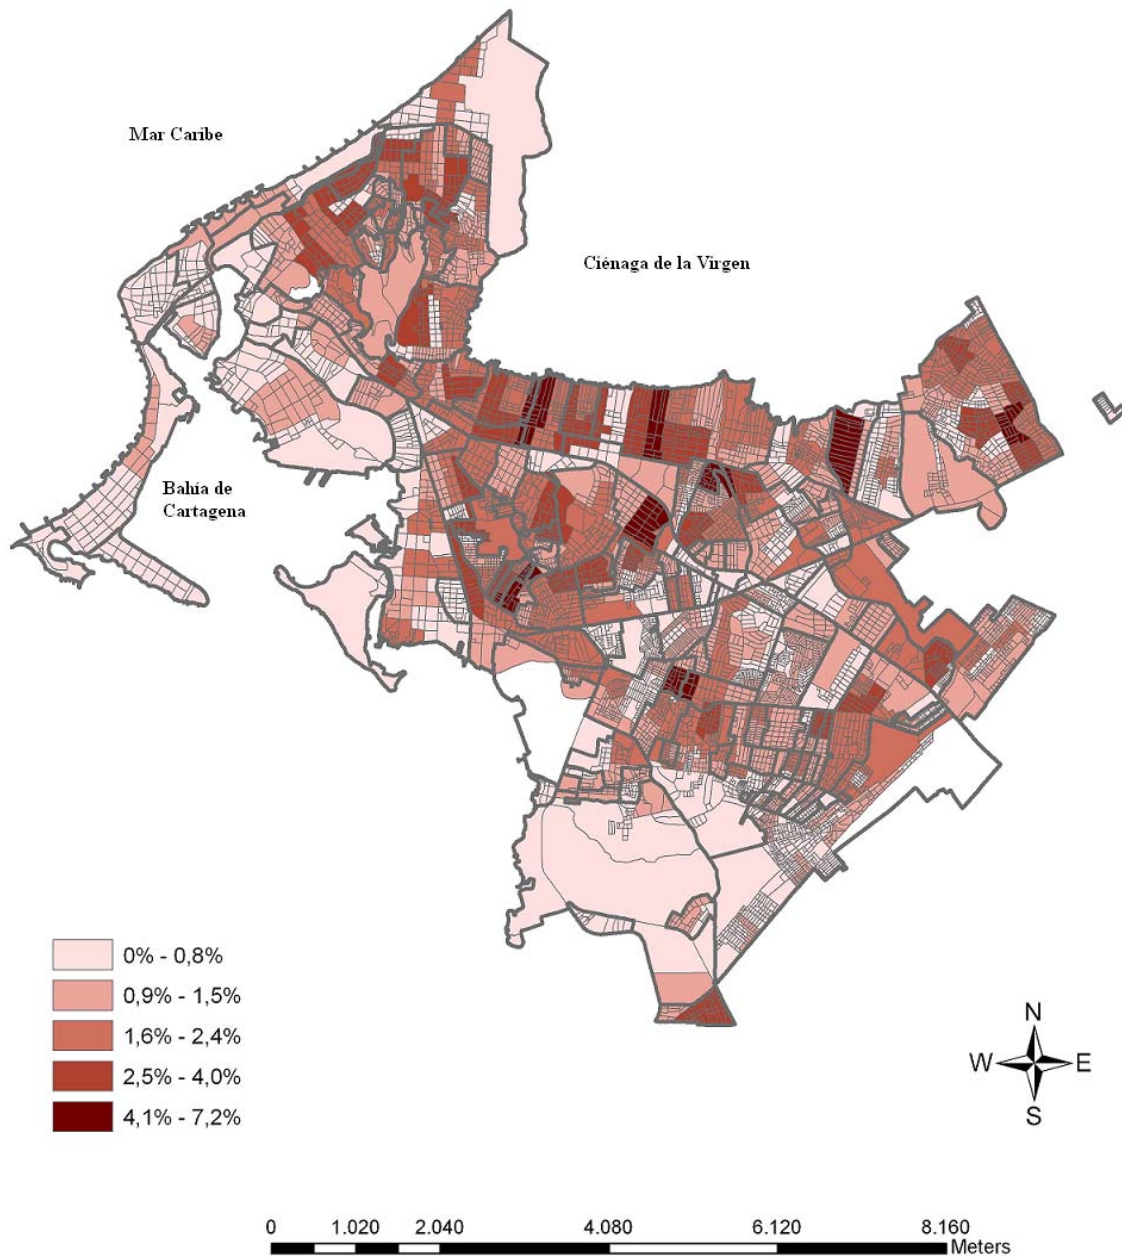 Mar Caribe
Ciénaga de la Virgen
Bahía de
Cartagena
0% - 0,8%
0,9% - 1,5%
1,6% - 2,4%
2,5% - 4,0%
4,1% - 7,2%
N
W E
S
0 1.020 2.040 4.080 6.120 8.160
Meters